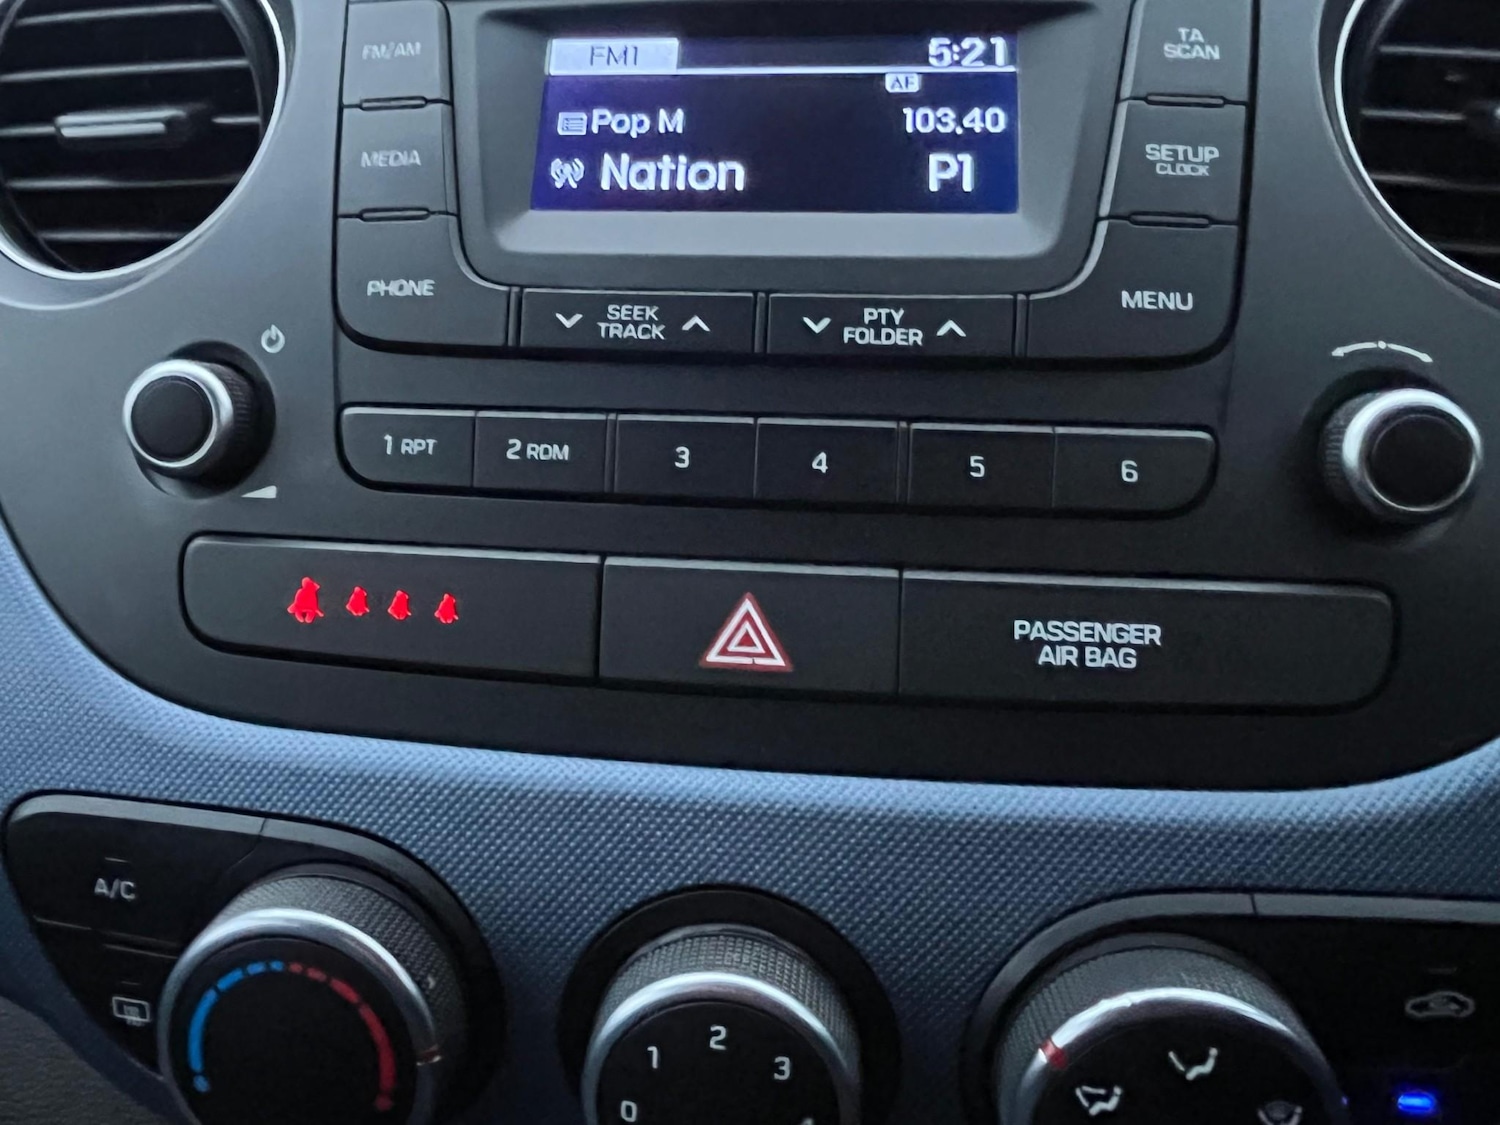 FM1 5:21
AF
Pop M 103.40
Nation P1
FM/AM
MEDIA
PHONE
TA
SCAN
SETUP
CLOCK
MENU
SEEK
TRACK
PTY
FOLDER
1 RPT 2 RDM 3 4 5 6
PASSENGER
AIR BAG
A/C
0 1 2 3